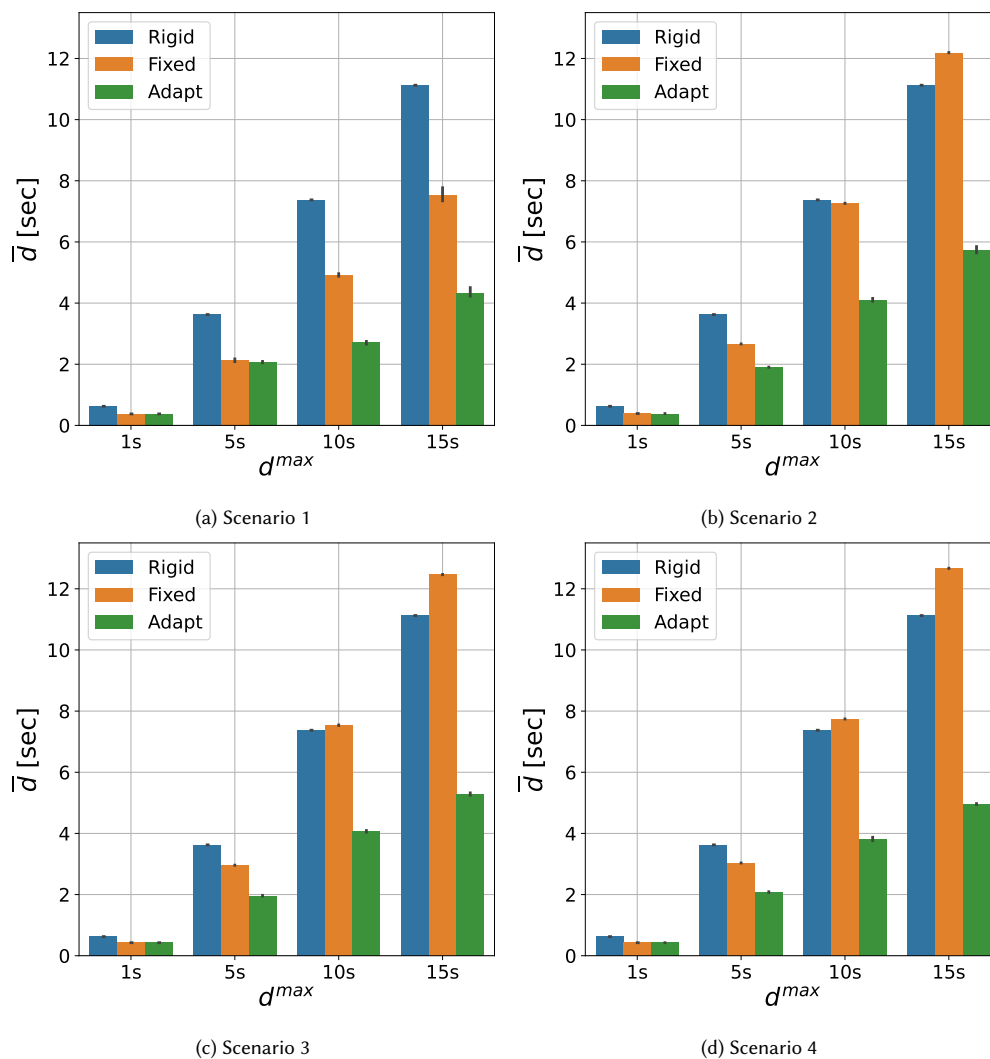 Rigid
Fixed
Adapt
12
10
8
6
4
2
0
d̅ [sec]
1s 5s 10s 15s
d^max
(a) Scenario 1
Rigid
Fixed
Adapt
12
10
8
6
4
2
0
d̅ [sec]
1s 5s 10s 15s
d^max
(b) Scenario 2
Rigid
Fixed
Adapt
12
10
8
6
4
2
0
d̅ [sec]
1s 5s 10s 15s
d^max
(c) Scenario 3
Rigid
Fixed
Adapt
12
10
8
6
4
2
0
d̅ [sec]
1s 5s 10s 15s
d^max
(d) Scenario 4